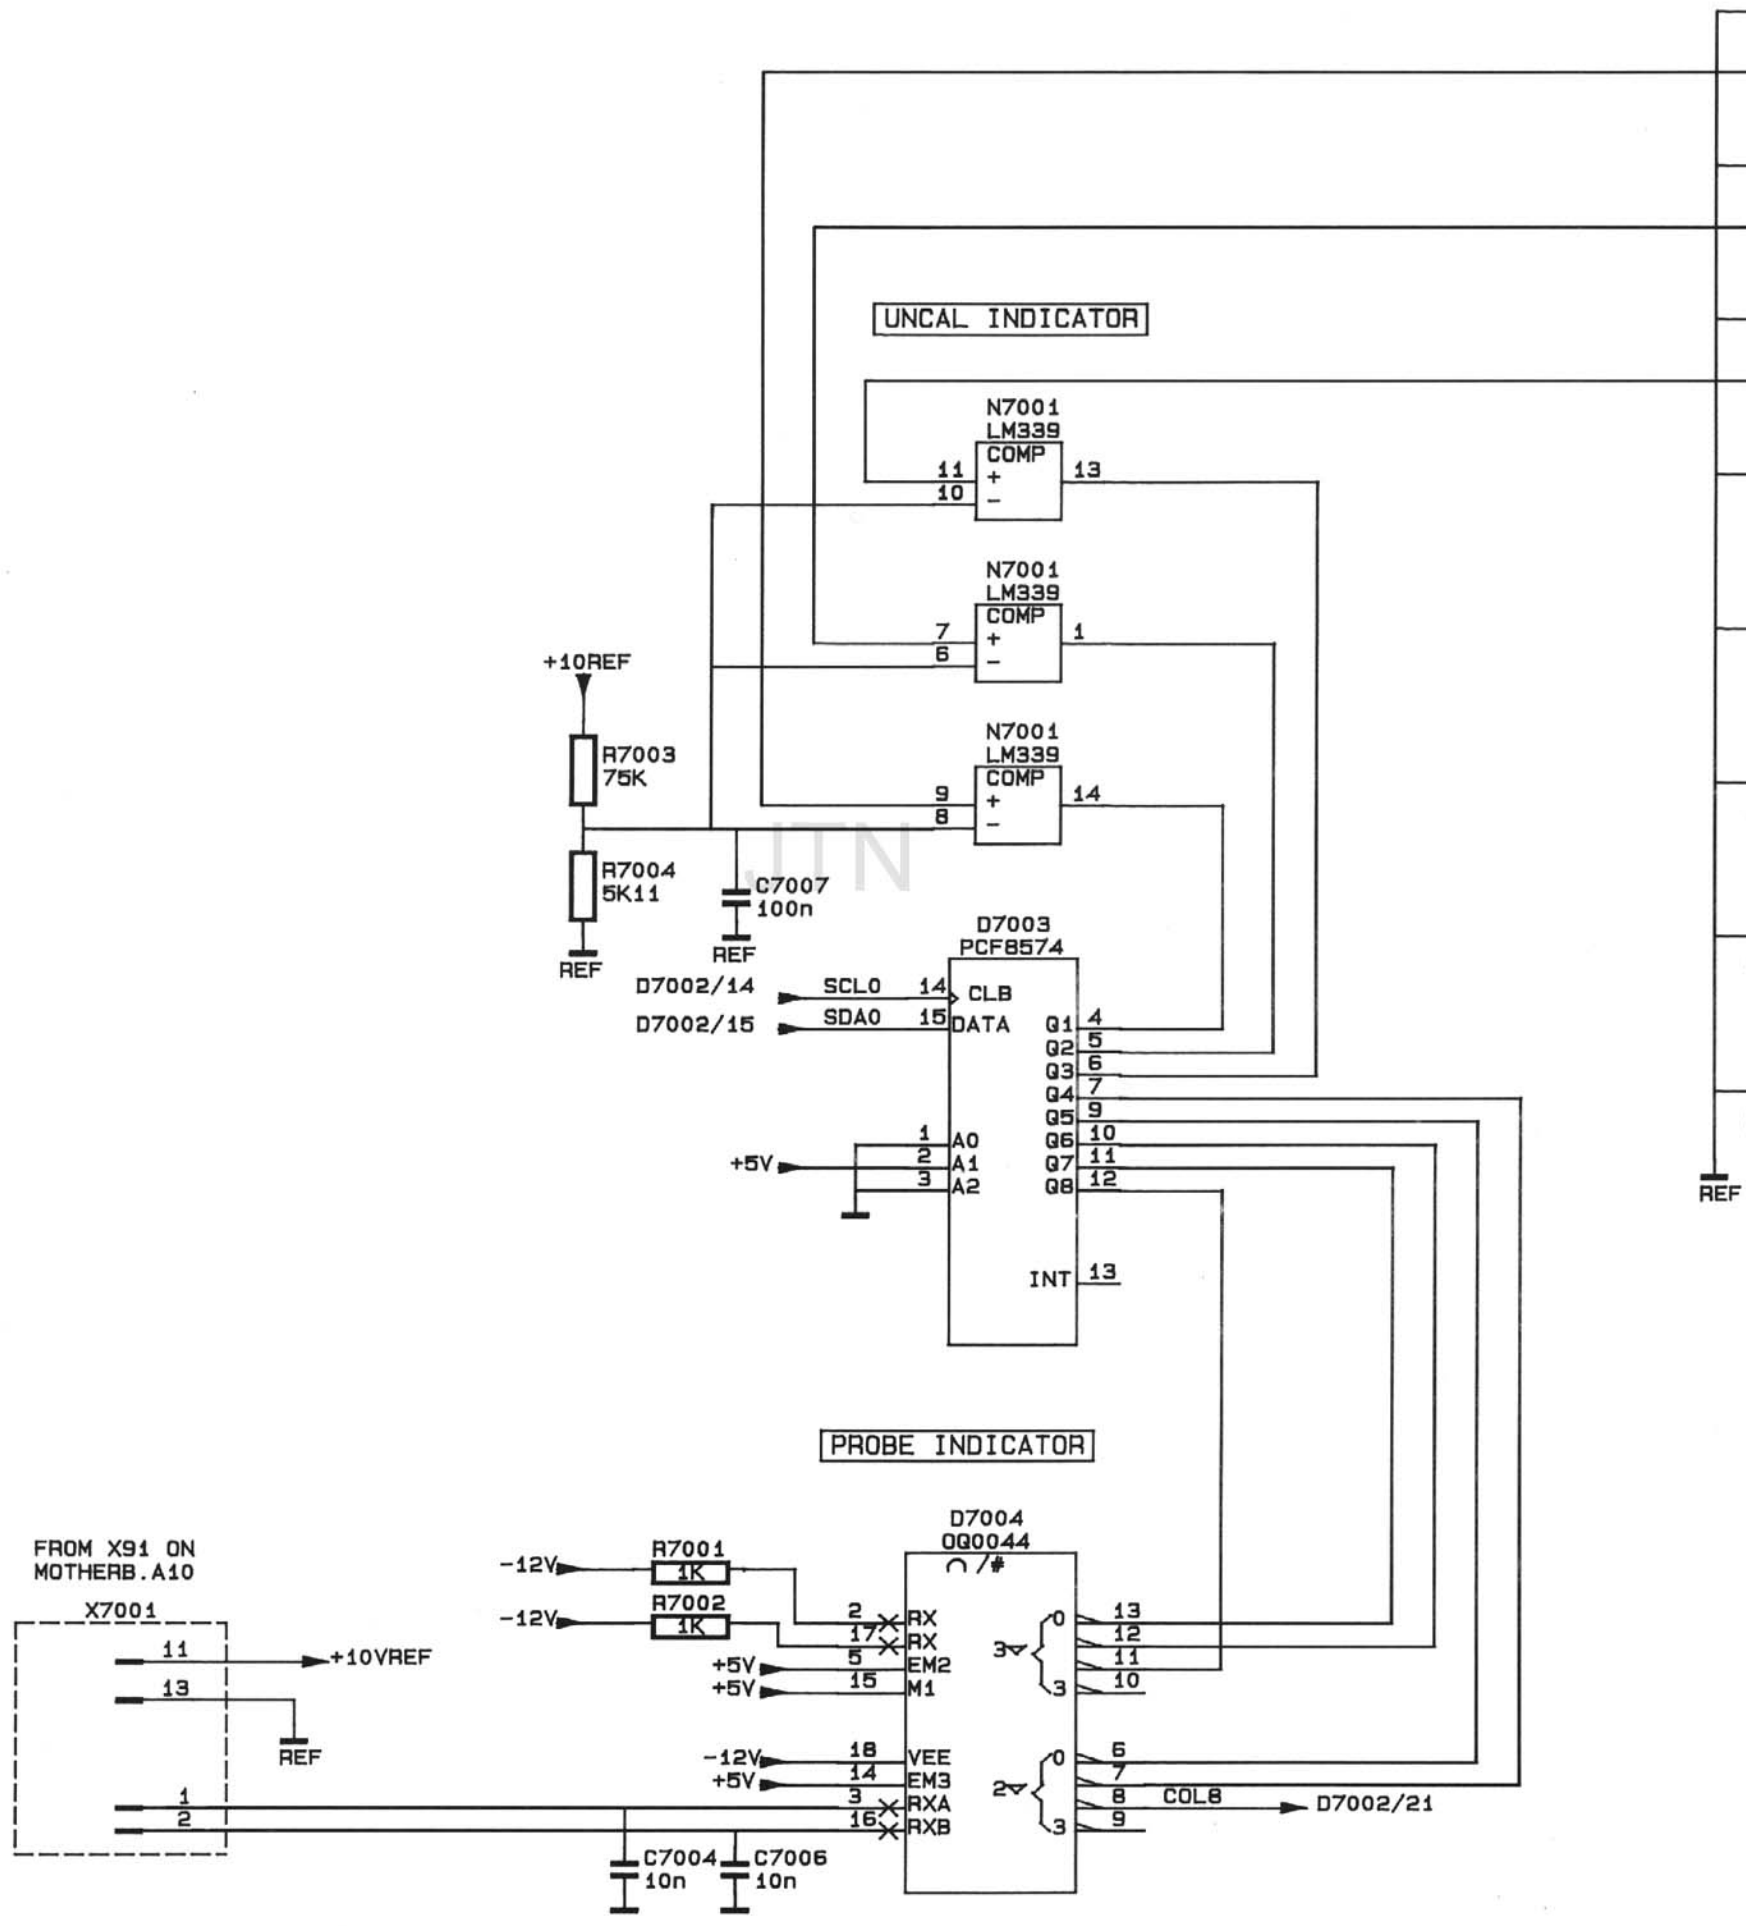 UNCAL INDICATOR
N7001
LM339
COMP
11 + 13
10 -
N7001
LM339
COMP
7 + 1
6 -
+10REF
N7001
LM339
COMP
R7003
75K
9 + 14
8 -
JTN
R7004
5K11
C7007
100n
REF
REF
D7003
PCF8574
D7002/14 SCL0 14 CLB
D7002/15 SDA0 15 DATA
Q1 4
Q2 5
Q3 6
Q4 7
Q5 9
1 A0 Q6 10
+5V 2 A1 Q7 11
3 A2 Q8 12
REF
INT 13
PROBE INDICATOR
D7004
OQ0044
∩/#
FROM X91 ON
MOTHERB.A10
X7001
11 +10VREF
13
REF
1
2
-12V R7001
1K
-12V R7002
1K
2 RX 0 13
17 RX 3 12
+5V 5 EM2 11
+5V 15 M1 3 10
-12V 18 VEE 0 6
+5V 14 EM3 2 7
3 RXA 8 COL8 D7002/21
16 RXB 3 9
C7004
10n
C7006
10n